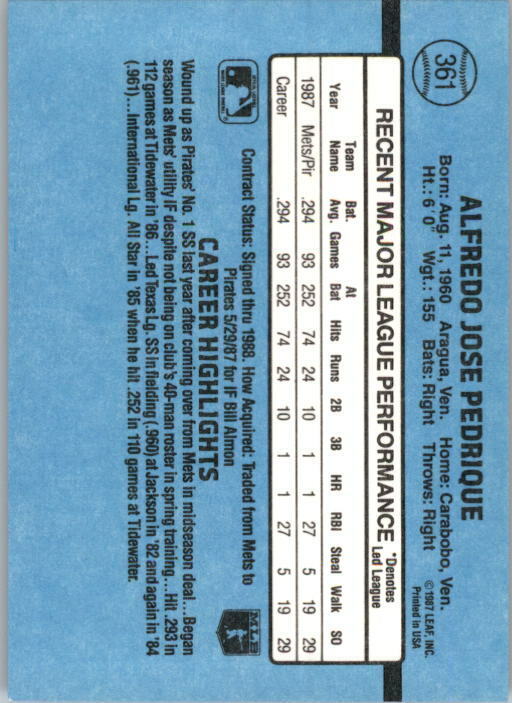 361
ALFREDO JOSE PEDRIQUE
Born: Aug. 11, 1960 Aragua, Ven. Home: Carabobo, Ven.
Ht.: 6'0" Wgt.: 155 Bats: Right Throws: Right
©1987 LEAF, INC.
Printed in USA
RECENT MAJOR LEAGUE PERFORMANCE *Denotes Led League
Year Team Name Bat. Avg. Games At Bat Hits Runs 2B 3B HR RBI Steal Walk SO
1987 Mets/Pir .294 93 252 74 24 10 1 1 27 5 19 29
Career .294 93 252 74 24 10 1 1 27 5 19 29
Contract Status: Signed thru 1988. How Acquired: Traded from Mets to
Pirates 5/29/87 for IF Bill Almon
MLB
CAREER HIGHLIGHTS
Wound up as Pirates' No. 1 SS last year after coming over from Mets in midseason deal...Began
season as Mets' utility IF despite not being on club's 40-man roster in spring training...Hit .293 in
112 games at Tidewater in '86...Led Texas Lg. SS in fielding (.960) at Jackson in '82 and again in '84
(.961)...International Lg. All Star in '85 when he hit .252 in 110 games at Tidewater.